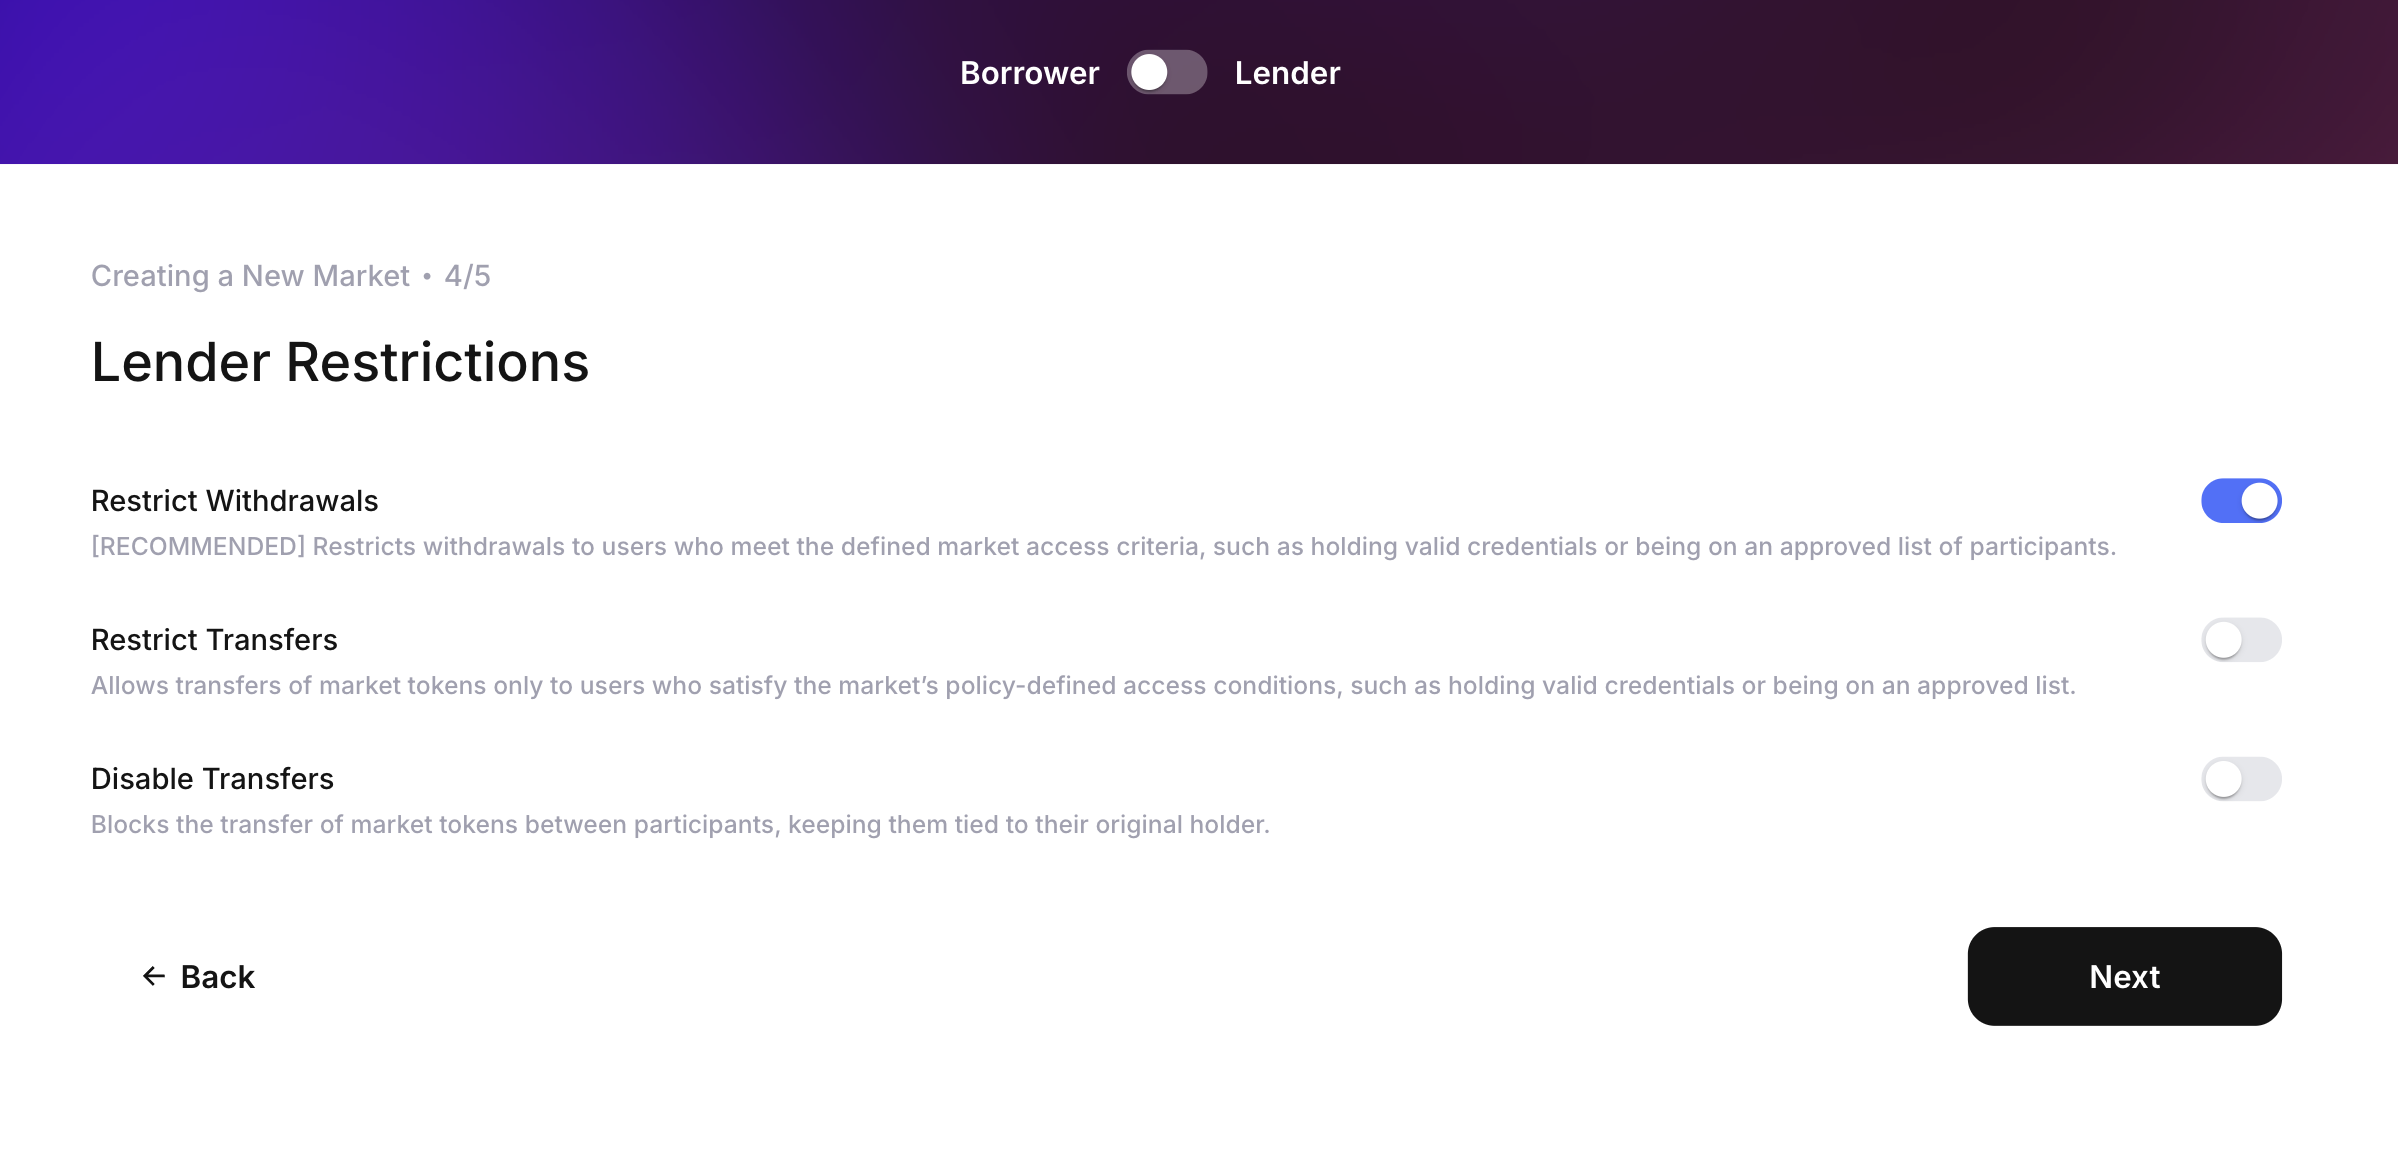 Borrower Lender
Creating a New Market • 4/5
Lender Restrictions
Restrict Withdrawals
[RECOMMENDED] Restricts withdrawals to users who meet the defined market access criteria, such as holding valid credentials or being on an approved list of participants.
Restrict Transfers
Allows transfers of market tokens only to users who satisfy the market’s policy-defined access conditions, such as holding valid credentials or being on an approved list.
Disable Transfers
Blocks the transfer of market tokens between participants, keeping them tied to their original holder.
← Back Next